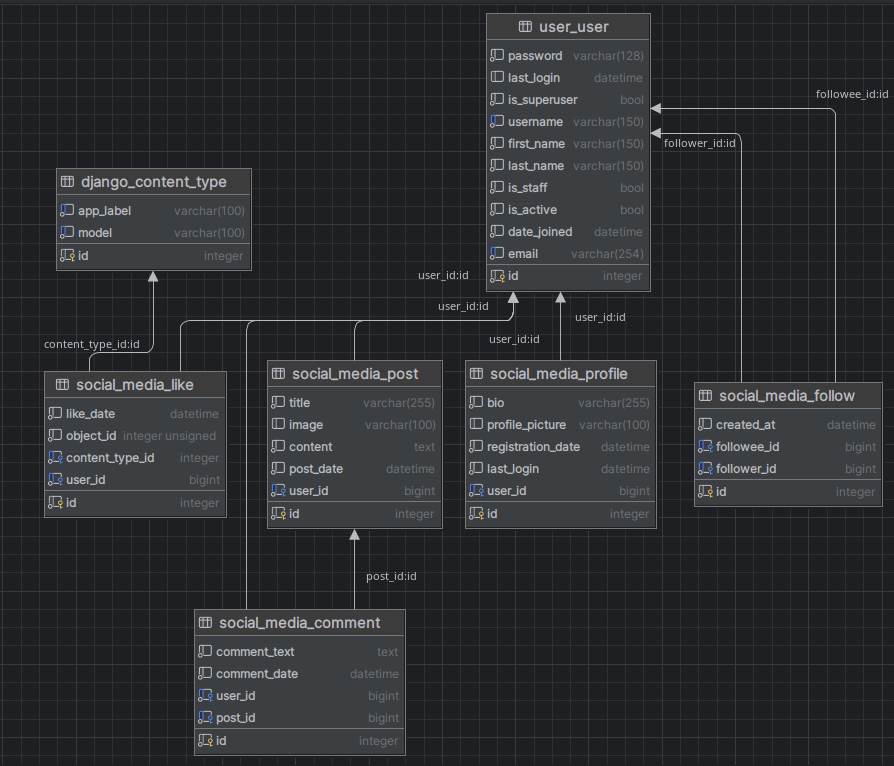 user_user
password varchar(128)
last_login datetime
is_superuser bool
username varchar(150)
first_name varchar(150)
last_name varchar(150)
is_staff bool
is_active bool
date_joined datetime
email varchar(254)
id integer
followee_id:id
follower_id:id
django_content_type
app_label varchar(100)
model varchar(100)
id integer
user_id:id
user_id:id
user_id:id
user_id:id
content_type_id:id
social_media_like
like_date datetime
object_id integer unsigned
content_type_id integer
user_id bigint
id integer
social_media_post
title varchar(255)
image varchar(100)
content text
post_date datetime
user_id bigint
id integer
social_media_profile
bio varchar(255)
profile_picture varchar(100)
registration_date datetime
last_login datetime
user_id bigint
id integer
social_media_follow
created_at datetime
followee_id bigint
follower_id bigint
id integer
post_id:id
social_media_comment
comment_text text
comment_date datetime
user_id bigint
post_id bigint
id integer